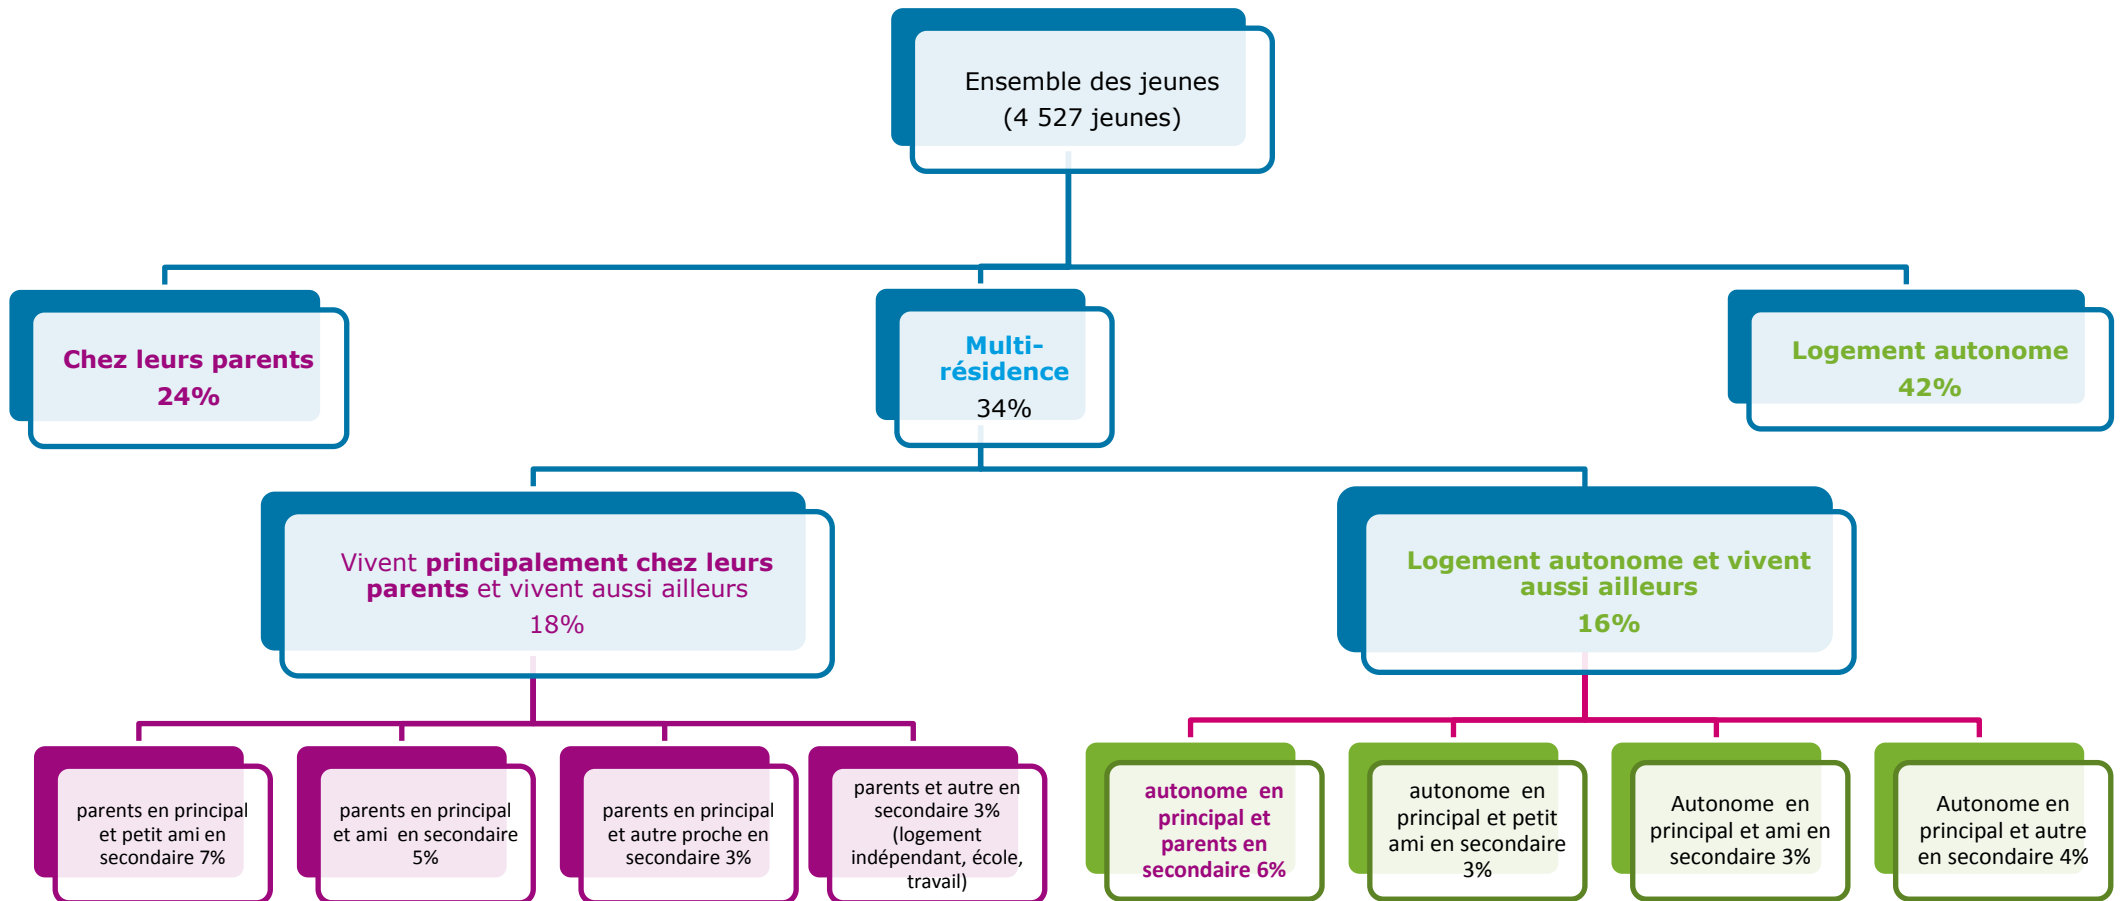 Ensemble des jeunes
(4 527 jeunes)
Chez leurs parents
24%
Multi-
résidence
34%
Logement autonome
42%
Vivent principalement chez leurs
parents et vivent aussi ailleurs
18%
Logement autonome et vivent
aussi ailleurs
16%
parents en principal
et petit ami en
secondaire 7%
parents en principal
et ami en secondaire
5%
parents en principal
et autre proche en
secondaire 3%
parents et autre en
secondaire 3%
(logement
indépendant, école,
travail)
autonome en
principal et
parents en
secondaire 6%
autonome en
principal et petit
ami en secondaire
3%
Autonome en
principal et ami en
secondaire 3%
Autonome en
principal et autre
en secondaire 4%